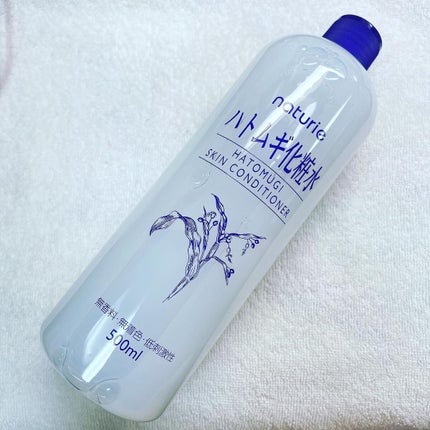 naturie
ハトムギ化粧水
HATOMUGI
SKIN CONDITIONER
無香料・無着色・低刺激性
500ml